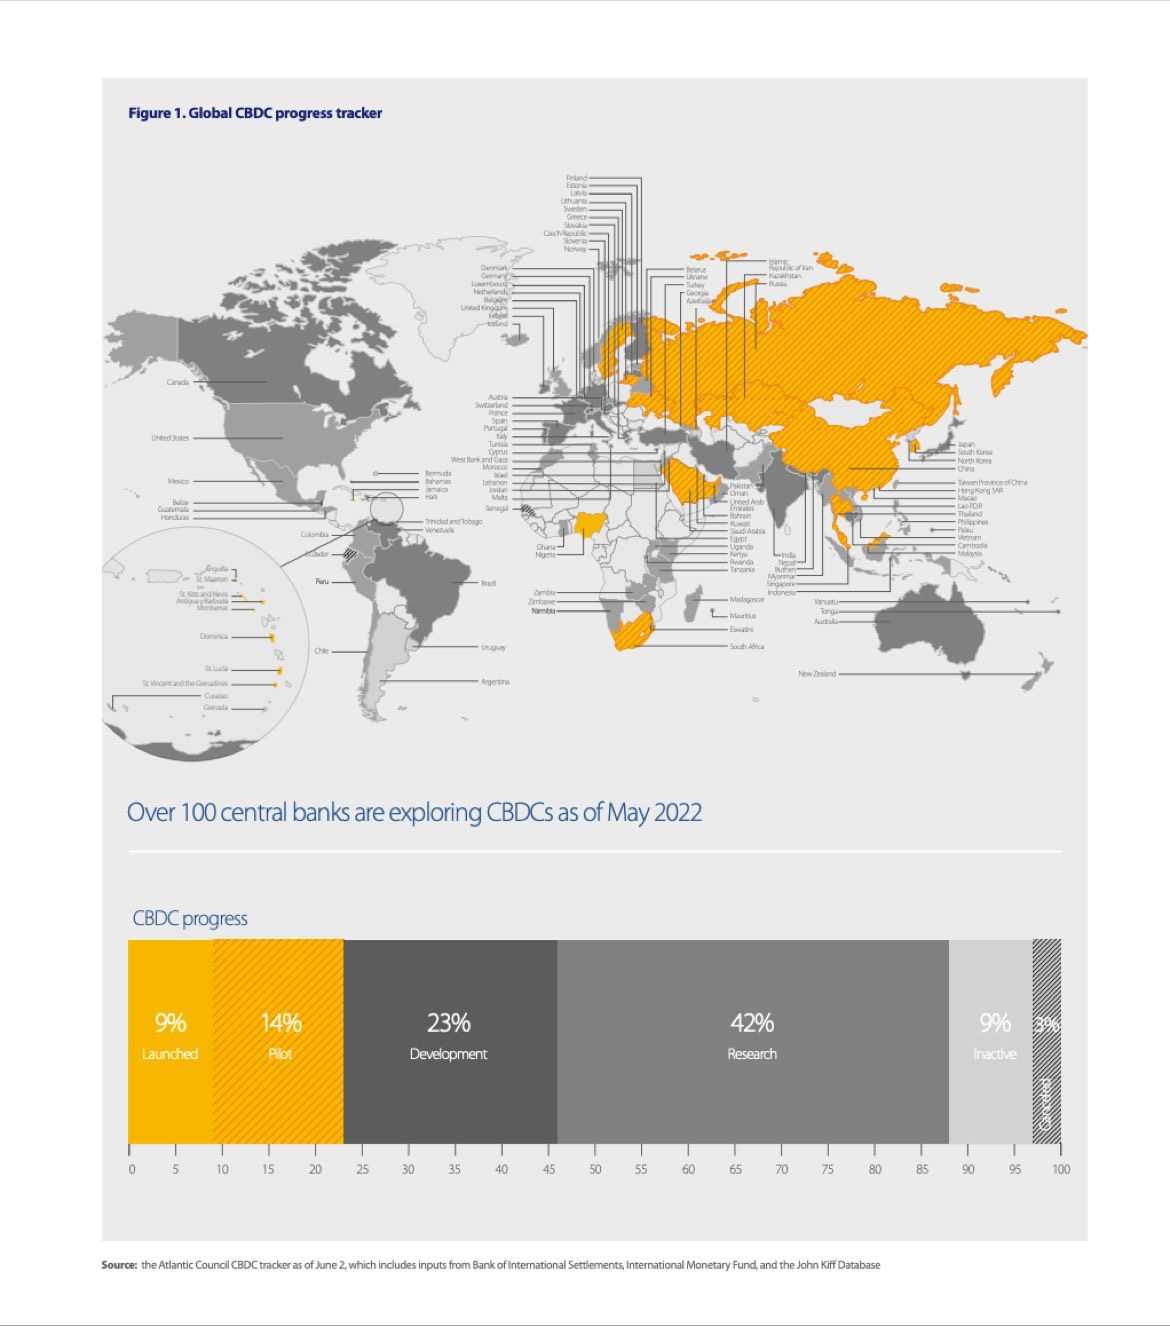 Figure 1. Global CBDC progress tracker
Finland
Estonia
Latvia
Lithuania
Sweden
Greece
Slovakia
Czech Republic
Slovenia
Norway
Denmark
Germany
Luxembourg
Netherlands
Belgium
United Kingdom
Ireland
Iceland
Belarus
Ukraine
Turkey
Georgia
Azerbaijan
Islamic
Republic of Iran
Kazakhstan
Russia
Canada
United States
Mexico
Belize
Guatemala
Honduras
Austria
Switzerland
France
Spain
Portugal
Italy
Tunisia
Cyprus
West Bank and Gaza
Morocco
Israel
Lebanon
Jordan
Malta
Senegal
Bermuda
Bahamas
Jamaica
Haiti
Trinidad and Tobago
Venezuela
Colombia
Ecuador
Peru
Brazil
Chile
Uruguay
Argentina
Ghana
Nigeria
Zambia
Zimbabwe
Namibia
Pakistan
Oman
United Arab
Emirates
Bahrain
Kuwait
Saudi Arabia
Egypt
Uganda
Kenya
Rwanda
Tanzania
Madagascar
Mauritius
Eswatini
South Africa
India
Nepal
Bhutan
Myanmar
Singapore
Indonesia
Japan
South Korea
North Korea
China
Taiwan Province of China
Hong Kong SAR
Macao
Lao PDR
Thailand
Philippines
Palau
Vietnam
Cambodia
Malaysia
Vanuatu
Tonga
Australia
New Zealand
Anguilla
St. Maarten
St. Kitts and Nevis
Antigua y Barbuda
Montserrat
Dominica
St. Lucia
St. Vincent and the Grenadines
Curaçao
Grenada
Over 100 central banks are exploring CBDCs as of May 2022
CBDC progress
9% 14% 23% 42% 9% 3%
Launched Pilot Development Research Inactive
Canceled
0 5 10 15 20 25 30 35 40 45 50 55 60 65 70 75 80 85 90 95 100
Source: the Atlantic Council CBDC tracker as of June 2, which includes inputs from Bank of International Settlements, International Monetary Fund, and the John Kiff Database